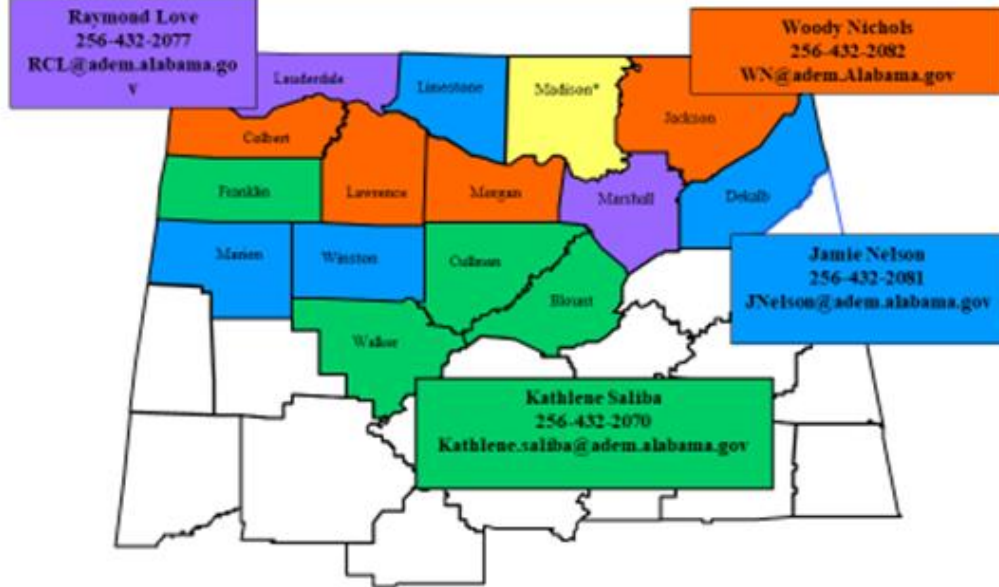 Raymond Love
256-432-2077
RCL@adem.alabama.go
v
Woody Nichols
256-432-2082
WN@adem.Alabama.gov
Lauderdale
Limestone
Madison*
Jackson
Colbert
Franklin
Lawrence
Morgan
Marshall
Dekalb
Marion
Winston
Cullman
Blount
Walker
Jamie Nelson
256-432-2081
JNelson@adem.alabama.gov
Kathlene Saliba
256-432-2070
Kathlene.saliba@adem.alabama.gov